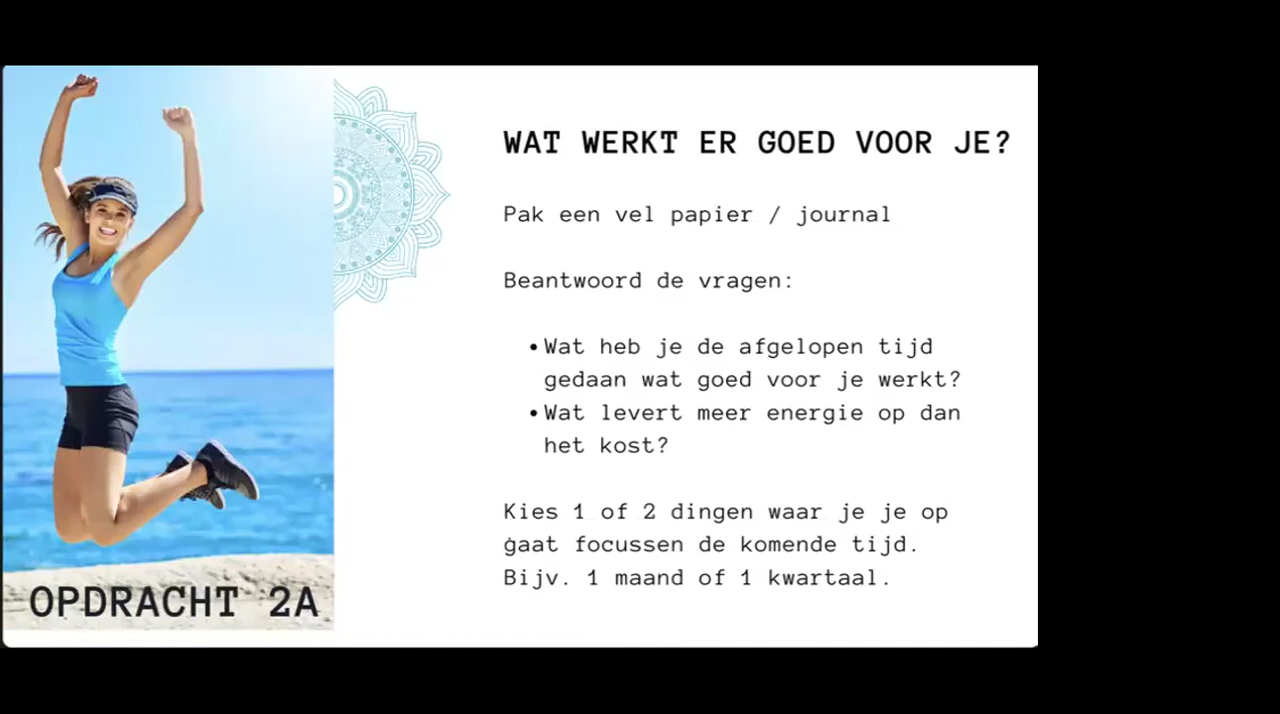 WAT WERKT ER GOED VOOR JE?
Pak een vel papier / journal
Beantwoord de vragen:
• Wat heb je de afgelopen tijd
gedaan wat goed voor je werkt?
• Wat levert meer energie op dan
het kost?
Kies 1 of 2 dingen waar je je op
gaat focussen de komende tijd.
Bijv. 1 maand of 1 kwartaal.
OPDRACHT 2A